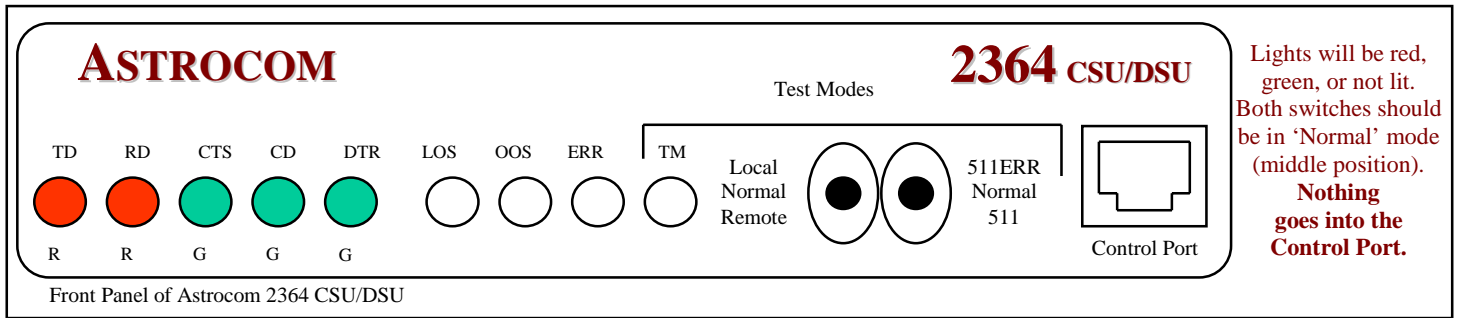 ASTROCOM
2364 CSU/DSU
Test Modes
TD RD CTS CD DTR LOS OOS ERR TM
Local
Normal
Remote
511ERR
Normal
511
R R G G G
Control Port
Front Panel of Astrocom 2364 CSU/DSU
Lights will be red,
green, or not lit.
Both switches should
be in ‘Normal’ mode
(middle position).
Nothing
goes into the
Control Port.